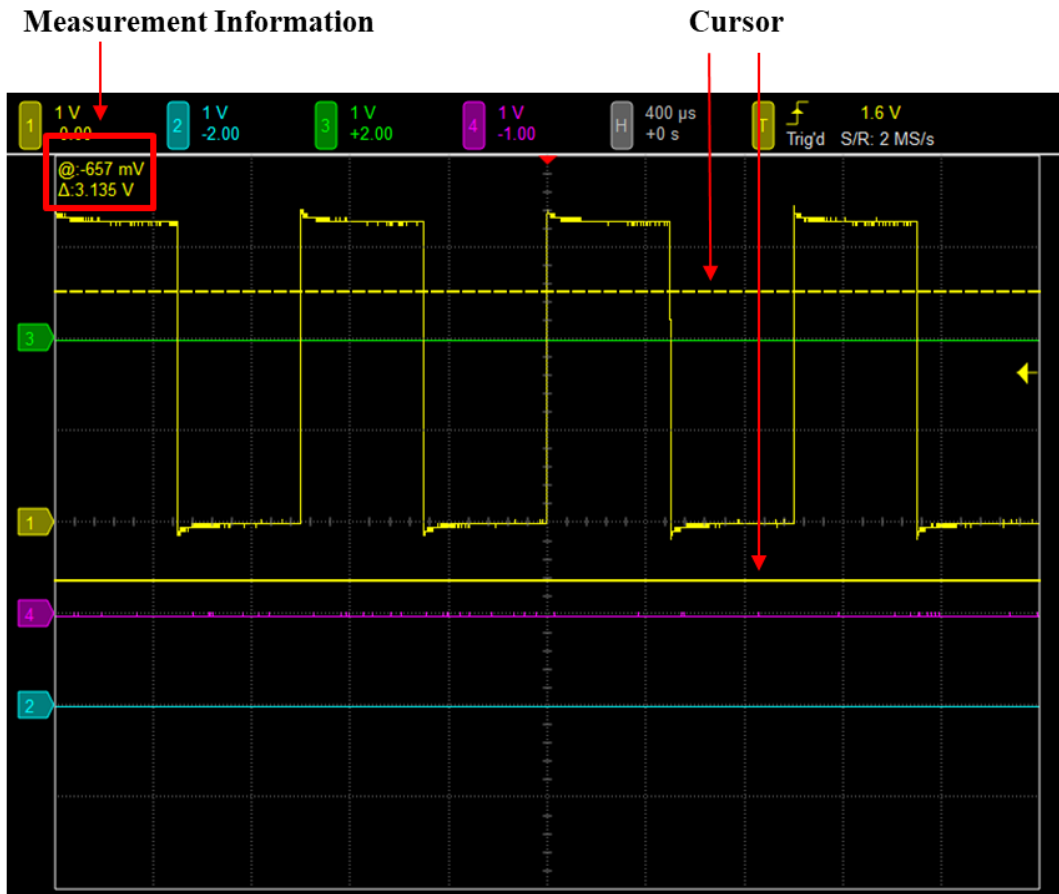 Measurement Information
Cursor
1 1 V 2 1 V 3 1 V 4 1 V H 400 µs T 1.6 V
0.00 -2.00 +2.00 -1.00 +0 s Trig'd S/R: 2 MS/s
@:-657 mV
Δ:3.135 V
3
1
4
2